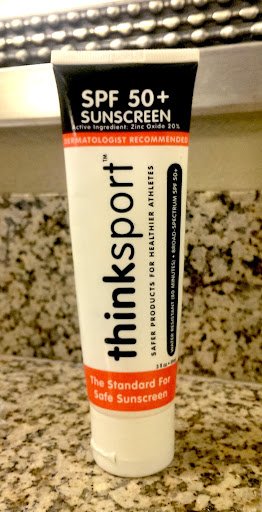 SPF 50+
SUNSCREEN
Active Ingredient: Zinc Oxide 20%
DERMATOLOGIST RECOMMENDED
thinksport™
SAFER PRODUCTS FOR HEALTHIER ATHLETES
WATER RESISTANT (80 MINUTES) • BROAD-SPECTRUM SPF 50+
The Standard For
Safe Sunscreen